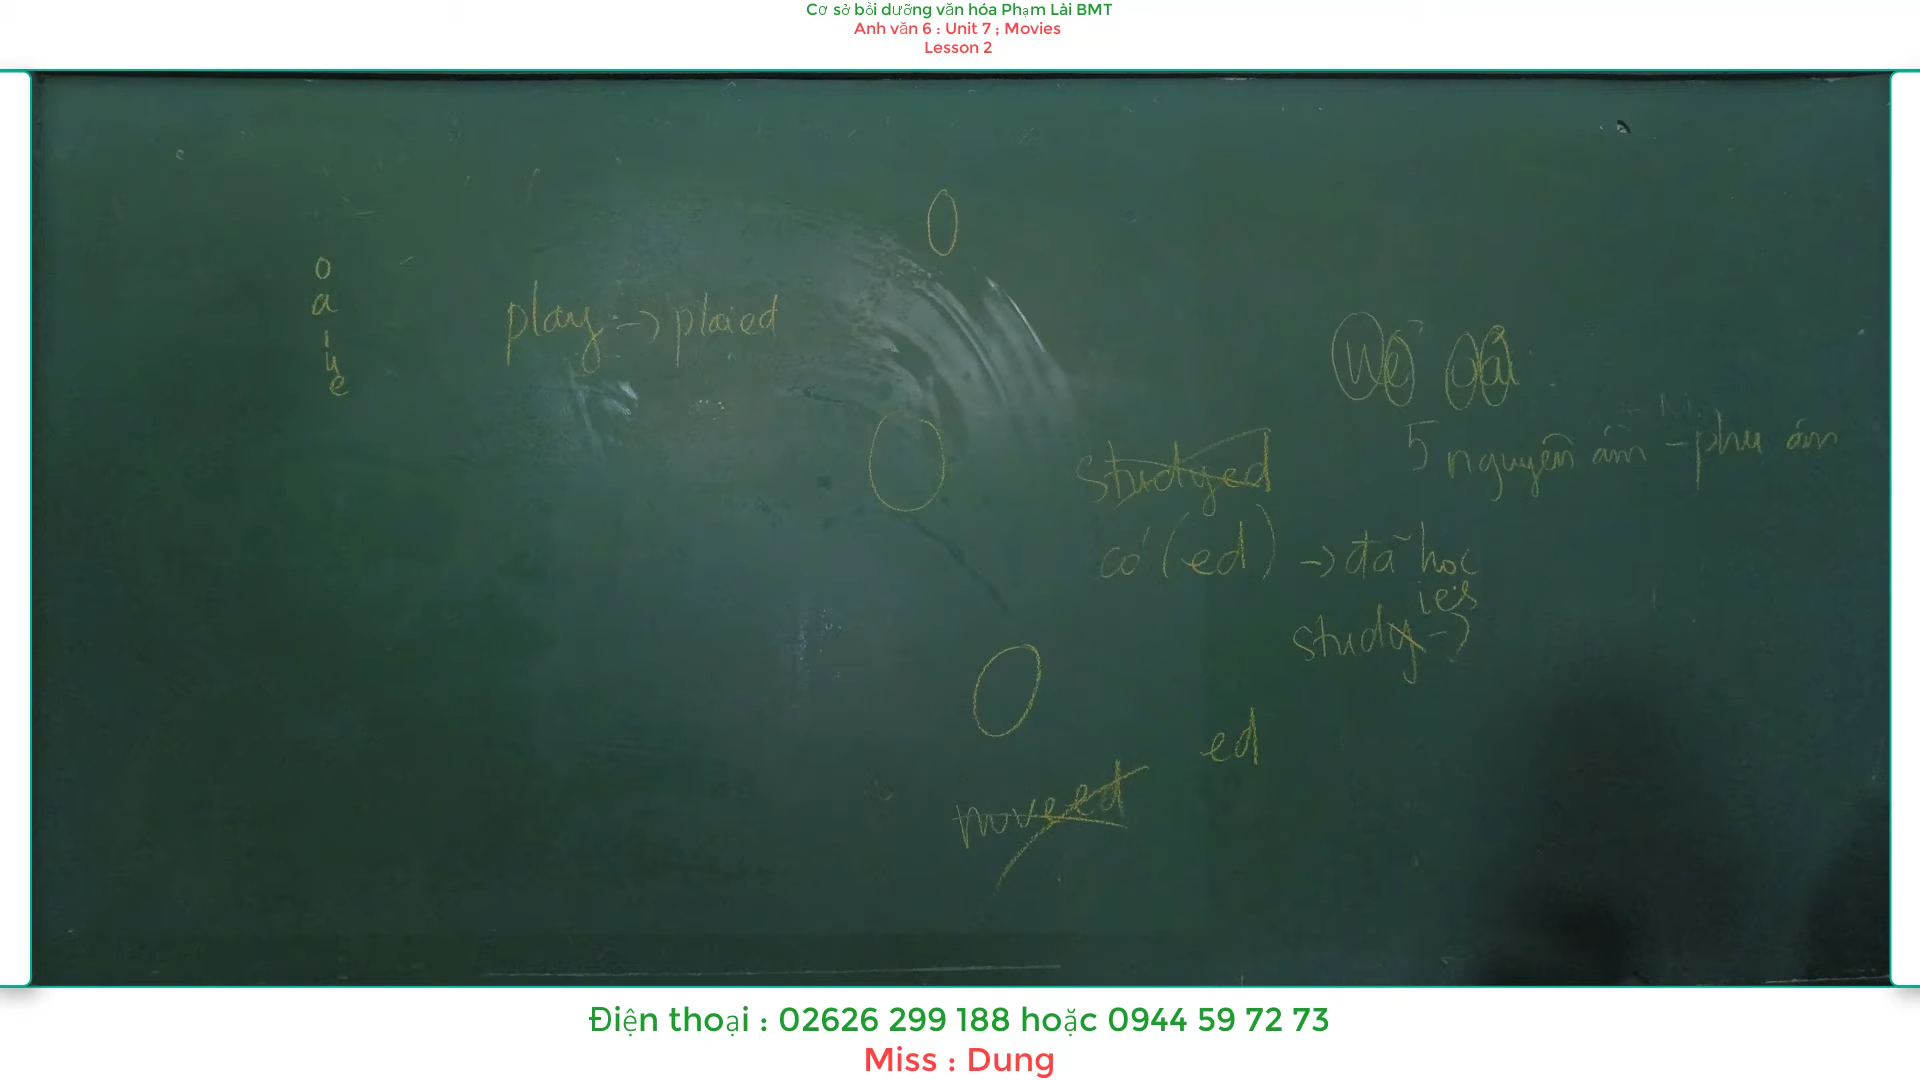 Cơ sở bồi dưỡng văn hóa Phạm Lài BMT
Anh văn 6 : Unit 7 ; Movies
Lesson 2
o
a
i
u
e
play -> plaied
uể oải
5 nguyên âm - phụ âm
studyed
có (ed) -> đã học
ies
study ->
ed
moveed
Điện thoại : 02626 299 188 hoặc 0944 59 72 73
Miss : Dung